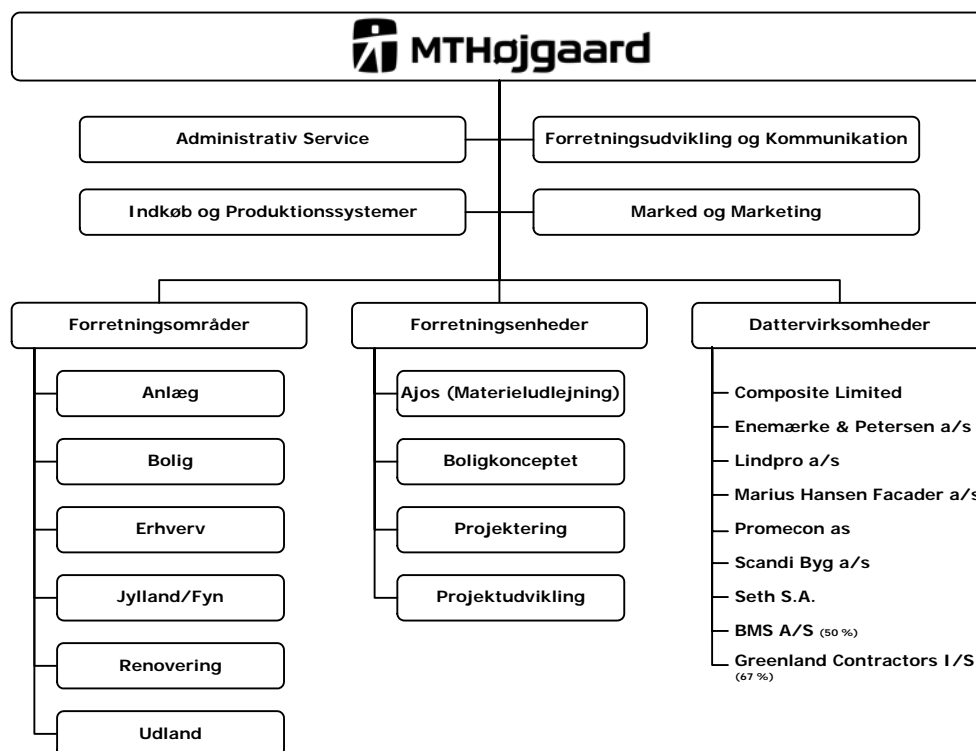 MTHøjgaard
Administrativ Service
Forretningsudvikling og Kommunikation
Indkøb og Produktionssystemer
Marked og Marketing
Forretningsområder
Forretningsenheder
Dattervirksomheder
Anlæg
Bolig
Erhverv
Jylland/Fyn
Renovering
Udland
Ajos (Materieludlejning)
Boligkonceptet
Projektering
Projektudvikling
Composite Limited
Enemærke & Petersen a/s
Lindpro a/s
Marius Hansen Facader a/s
Promecon as
Scandi Byg a/s
Seth S.A.
BMS A/S (50 %)
Greenland Contractors I/S
(67 %)